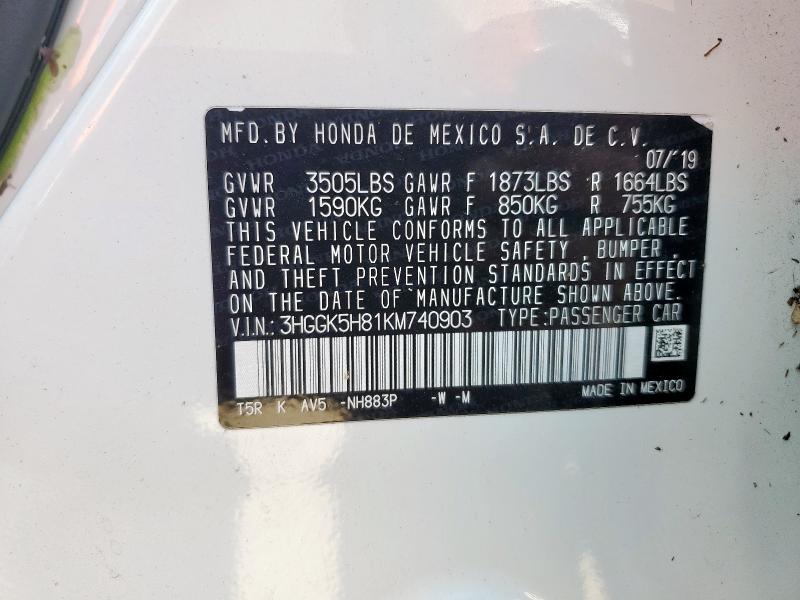 MFD.BY HONDA DE MEXICO S.A. DE C.V.
07/'19
GVWR 3505LBS GAWR F 1873LBS R 1664LBS
GVWR 1590KG GAWR F 850KG R 755KG
THIS VEHICLE CONFORMS TO ALL APPLICABLE
FEDERAL MOTOR VEHICLE SAFETY , BUMPER ,
AND THEFT PREVENTION STANDARDS IN EFFECT
ON THE DATE OF MANUFACTURE SHOWN ABOVE.
V.I.N.: 3HGGK5H81KM740903 TYPE:PASSENGER CAR
MADE IN MEXICO
T5R K AV5 -NH883P -W -M